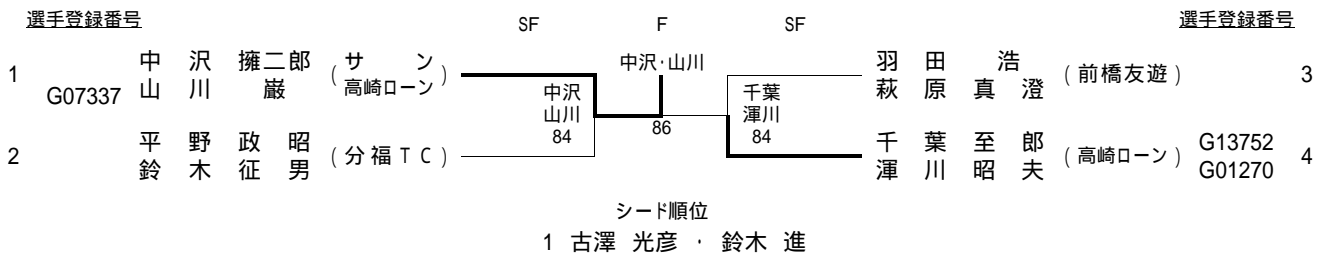 選手登録番号 SF F SF 選手登録番号
1 中沢 擁二郎 (サン) 中沢・山川 羽田 浩 (前橋友遊) 3
G07337 山川 巌 (高崎ローン) 萩原 真澄
中沢 千葉
山川 渾川
84 86 84
2 平野 政昭 (分福TC) 千葉 至郎 (高崎ローン) G13752 4
鈴木 征男 渾川 昭夫 G01270
シード順位
1 古澤 光彦 ・ 鈴木 進